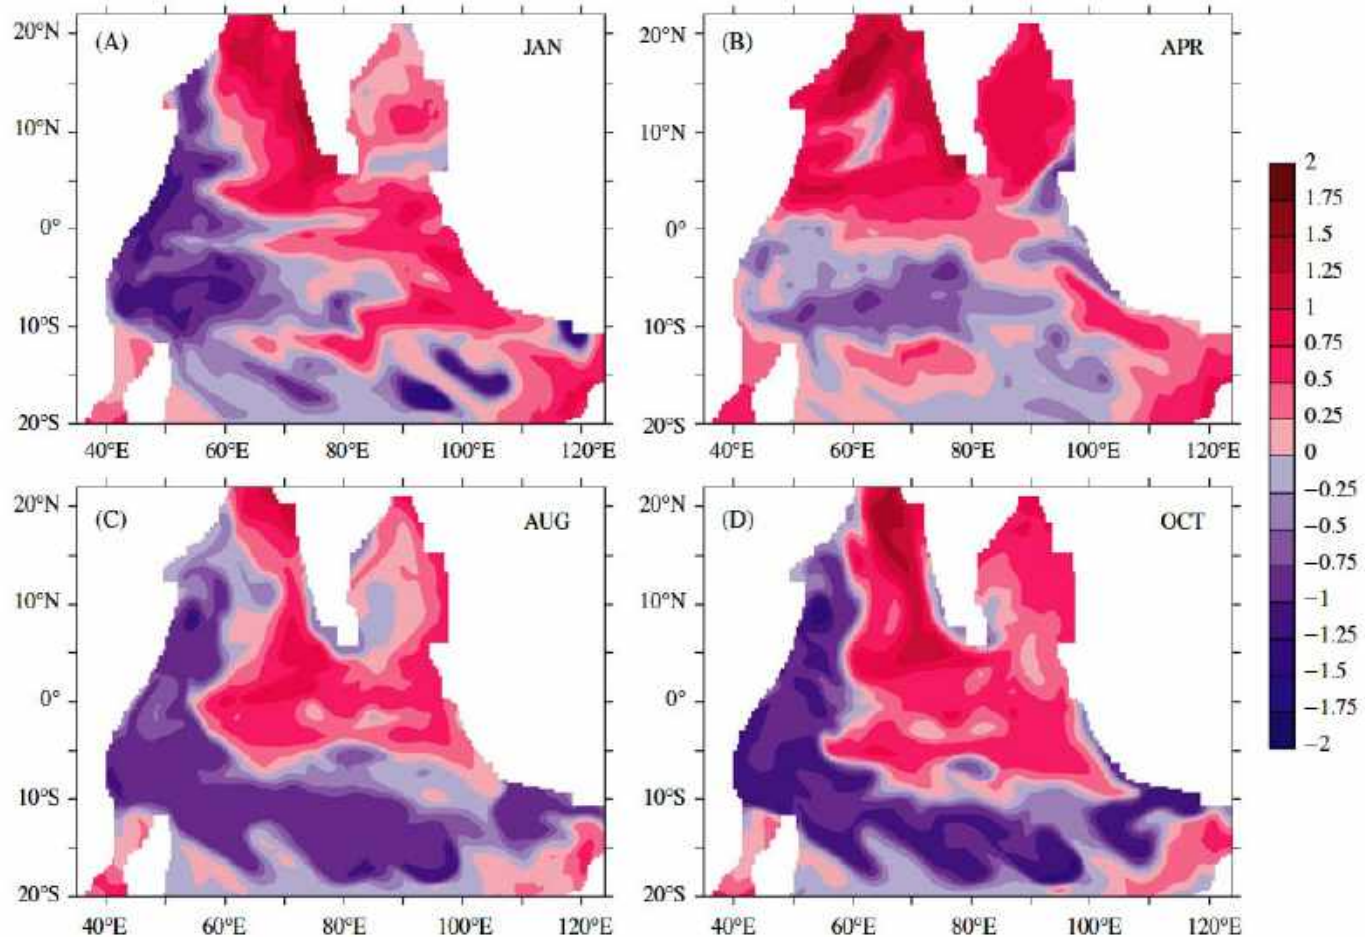 20°N (A) JAN
10°N
0°
10°S
20°S
40°E 60°E 80°E 100°E 120°E
20°N (B) APR
10°N
0°
10°S
20°S
40°E 60°E 80°E 100°E 120°E
20°N (C) AUG
10°N
0°
10°S
20°S
40°E 60°E 80°E 100°E 120°E
20°N (D) OCT
10°N
0°
10°S
20°S
40°E 60°E 80°E 100°E 120°E
2
1.75
1.5
1.25
1
0.75
0.5
0.25
0
−0.25
−0.5
−0.75
−1
−1.25
−1.5
−1.75
−2